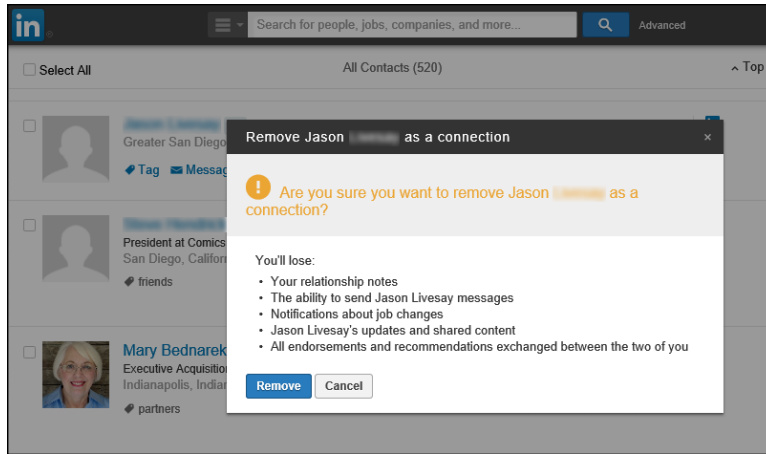 in
Search for people, jobs, companies, and more...
Advanced
Select All
All Contacts (520)
Top
Greater San Diego
Tag Messag
President at Comics
San Diego, Californ
friends
Mary Bednarek
Executive Acquisition
Indianapolis, Indian
partners
Remove Jason as a connection
×
Are you sure you want to remove Jason as a
connection?
You'll lose:
• Your relationship notes
• The ability to send Jason Livesay messages
• Notifications about job changes
• Jason Livesay's updates and shared content
• All endorsements and recommendations exchanged between the two of you
Remove Cancel